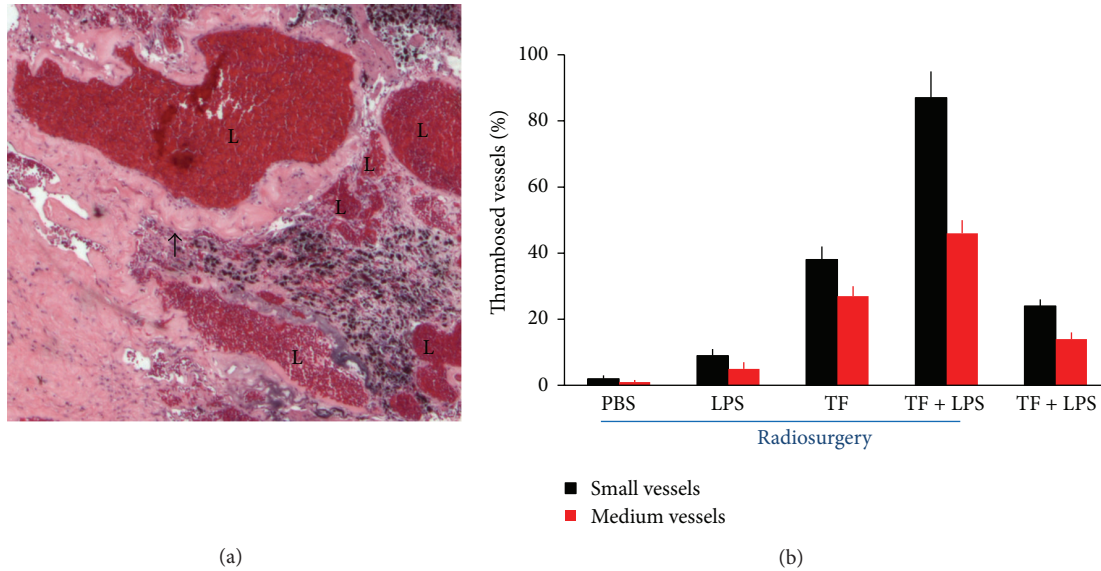 L
L
L
L
L
L
↑
Thrombosed vessels (%)
100
80
60
40
20
0
PBS LPS TF TF + LPS TF + LPS
Radiosurgery
Small vessels
Medium vessels
(a)
(b)